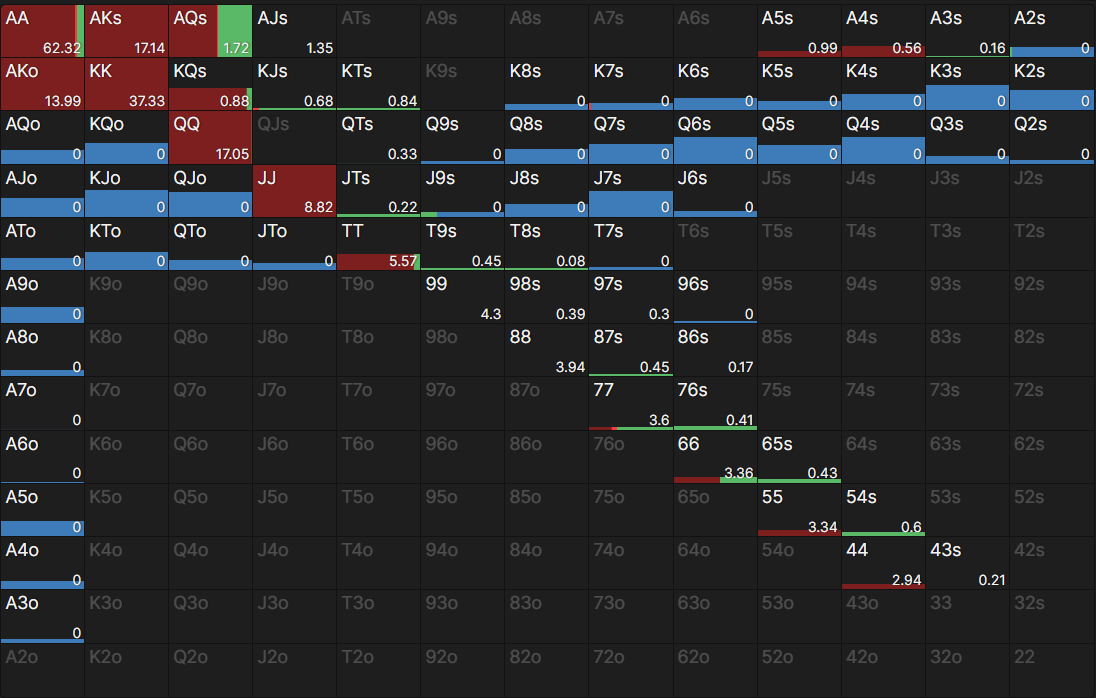 AA AKs AQs AJs ATs A9s A8s A7s A6s A5s A4s A3s A2s
62.32 17.14 1.72 1.35 0.99 0.56 0.16 0
AKo KK KQs KJs KTs K9s K8s K7s K6s K5s K4s K3s K2s
13.99 37.33 0.88 0.68 0.84 0 0 0 0 0 0 0
AQo KQo QQ QJs QTs Q9s Q8s Q7s Q6s Q5s Q4s Q3s Q2s
0 0 17.05 0.33 0 0 0 0 0 0 0 0
AJo KJo QJo JJ JTs J9s J8s J7s J6s J5s J4s J3s J2s
0 0 0 8.82 0.22 0 0 0 0
ATo KTo QTo JTo TT T9s T8s T7s T6s T5s T4s T3s T2s
0 0 0 0 5.57 0.45 0.08 0
A9o K9o Q9o J9o T9o 99 98s 97s 96s 95s 94s 93s 92s
0 4.3 0.39 0.3 0
A8o K8o Q8o J8o T8o 98o 88 87s 86s 85s 84s 83s 82s
0 3.94 0.45 0.17
A7o K7o Q7o J7o T7o 97o 87o 77 76s 75s 74s 73s 72s
0 3.6 0.41
A6o K6o Q6o J6o T6o 96o 86o 76o 66 65s 64s 63s 62s
0 3.36 0.43
A5o K5o Q5o J5o T5o 95o 85o 75o 65o 55 54s 53s 52s
0 3.34 0.6
A4o K4o Q4o J4o T4o 94o 84o 74o 64o 54o 44 43s 42s
0 2.94 0.21
A3o K3o Q3o J3o T3o 93o 83o 73o 63o 53o 43o 33 32s
0
A2o K2o Q2o J2o T2o 92o 82o 72o 62o 52o 42o 32o 22